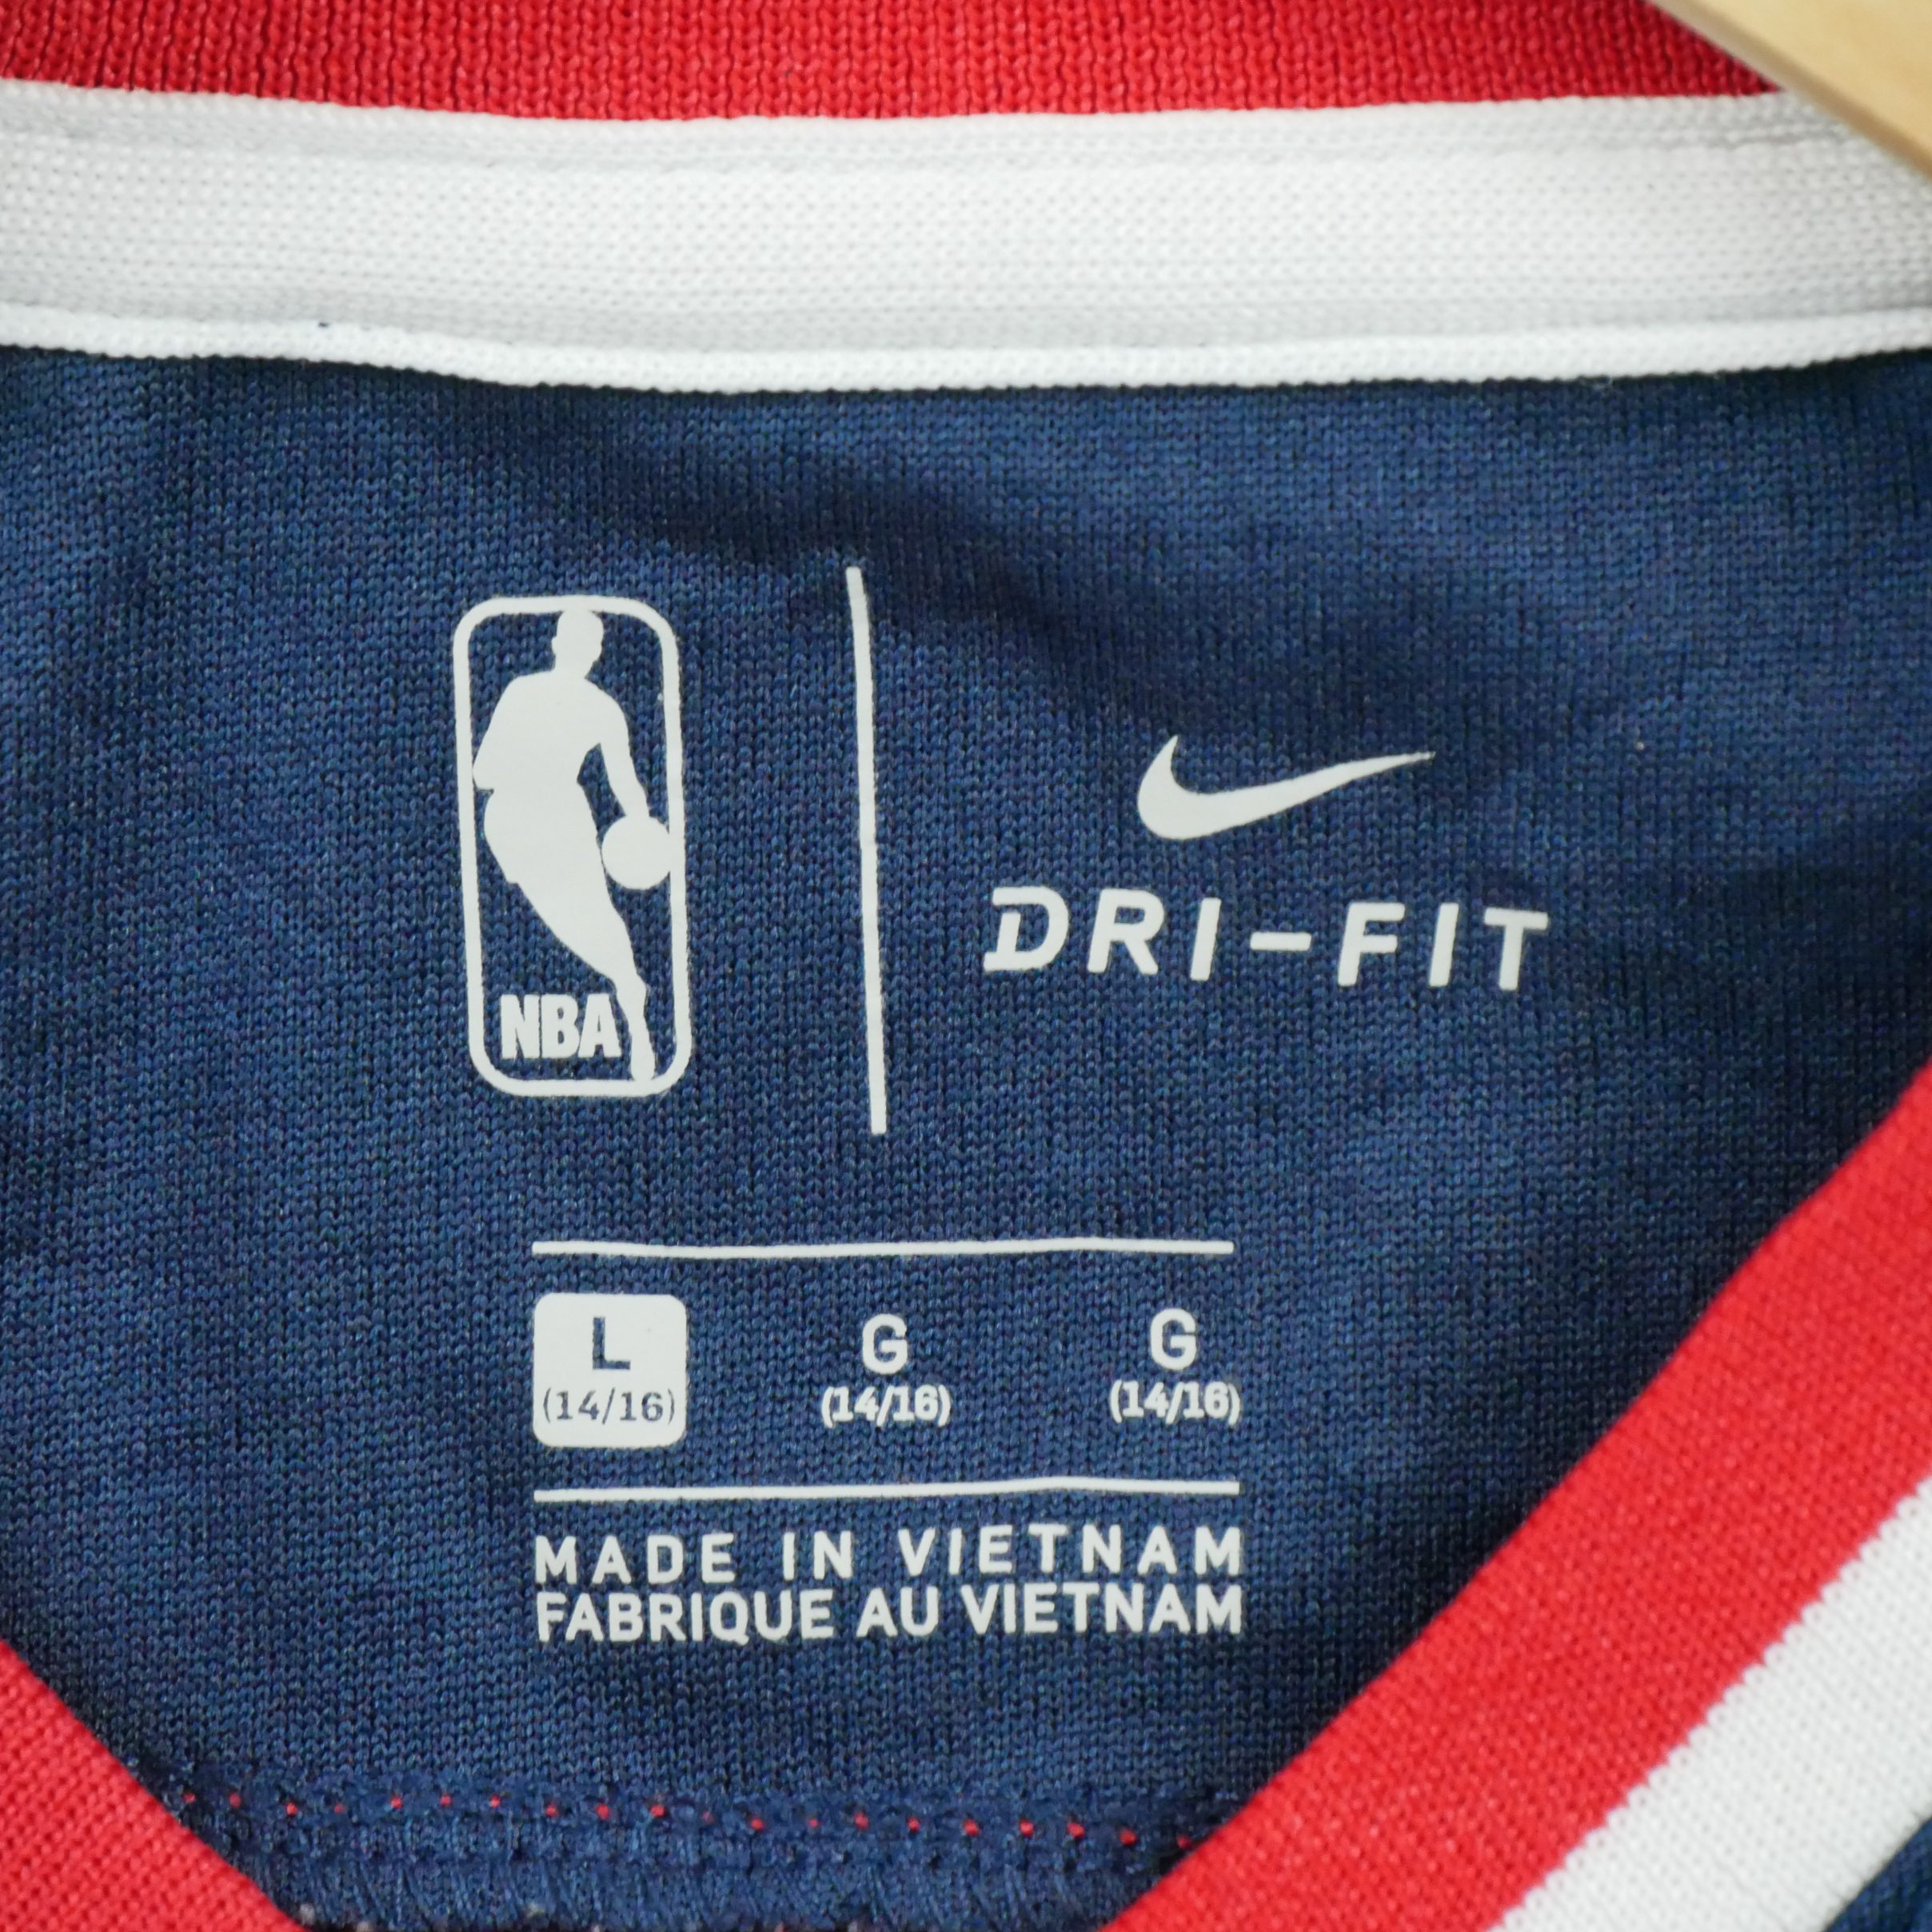 NBA
DRI-FIT
L G G
(14/16) (14/16) (14/16)
MADE IN VIETNAM
FABRIQUE AU VIETNAM